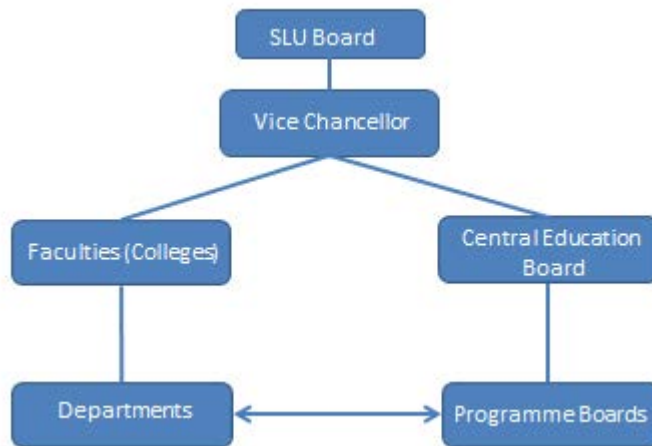 SLU Board
Vice Chancellor
Faculties (Colleges)
Central Education
Board
Departments
Programme Boards